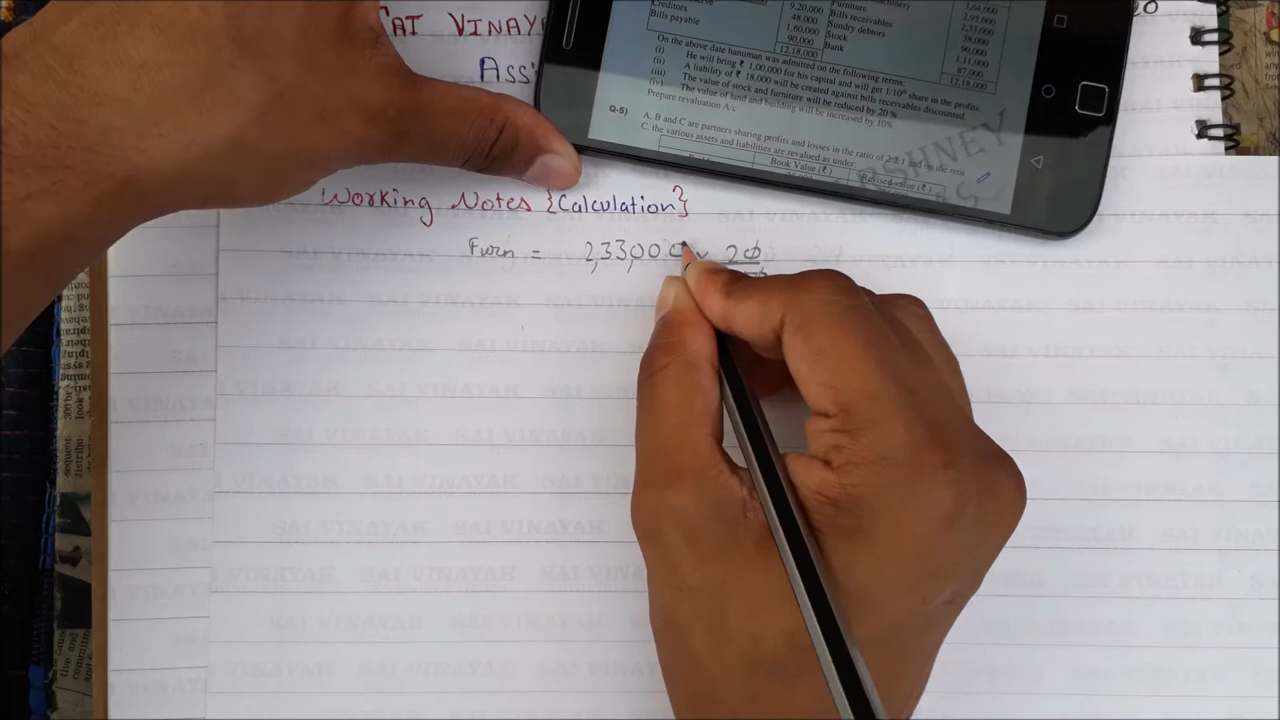 SAI VINAYA
Ass
Creditors
Bills payable
9,20,000
48,000
1,60,000
90,000
12,18,000
Furniture
Bills receivables
Sundry debtors
Stock
Bank
3,64,000
2,95,000
2,33,000
38,000
90,000
1,11,000
87,000
12,18,000
On the above date hanuman was admitted on the following terms:
(i) He will bring ₹ 1,00,000 for his capital and will get 1/10th share in the profits.
(ii) A liability of ₹ 18,000 will be created against bills receivables discounted.
(iii) The value of stock and furniture will be reduced by 20 %
(iv) The value of land and building will be increased by 10%
Prepare revaluation A/c
Q-5) A, B and C are partners sharing profits and losses in the ratio of 2:2:1 and on the retir
C, the various assets and liabilities are revalued as under:
Book Value (₹) Revised value (₹)
Working Notes {Calculation}
Furn = 2,33,000 x 20